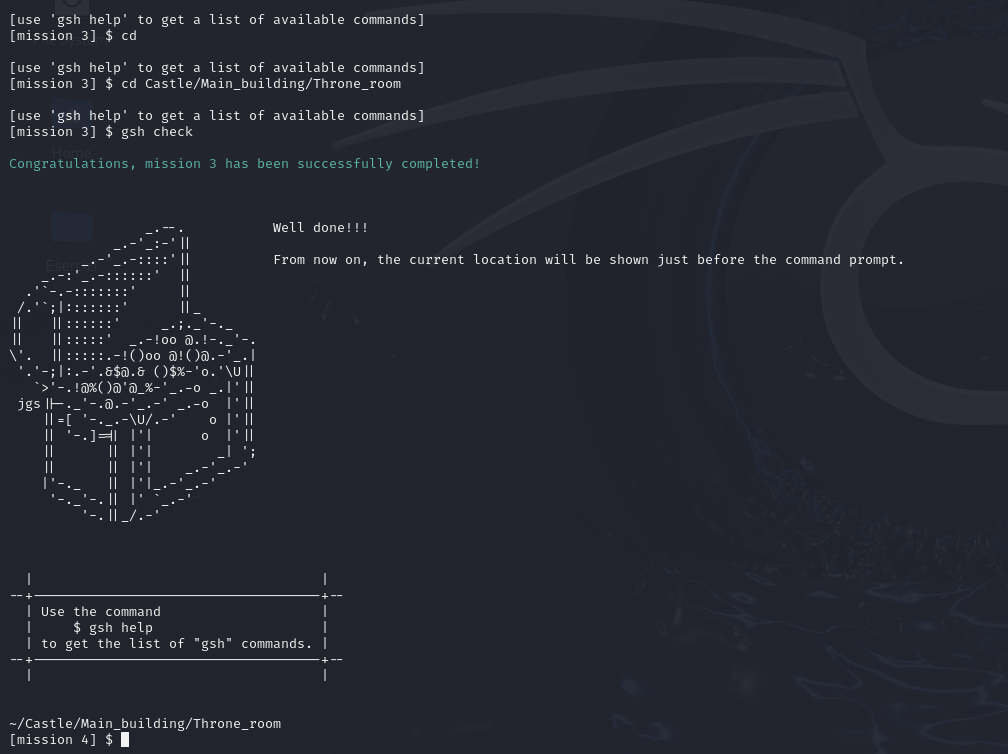 [use 'gsh help' to get a list of available commands]
[mission 3] $ cd
[use 'gsh help' to get a list of available commands]
[mission 3] $ cd Castle/Main_building/Throne_room
[use 'gsh help' to get a list of available commands]
[mission 3] $ gsh check
Congratulations, mission 3 has been successfully completed!
Well done!!!
From now on, the current location will be shown just before the command prompt.
jgs
Use the command
$ gsh help
to get the list of "gsh" commands.
~/Castle/Main_building/Throne_room
[mission 4] $
Home